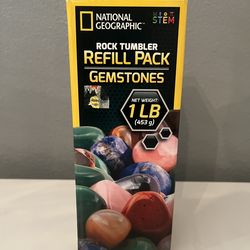 NATIONAL
GEOGRAPHIC
STEM
ROCK TUMBLER
REFILL PACK
GEMSTONES
NET WEIGHT:
1 LB
(453 g)